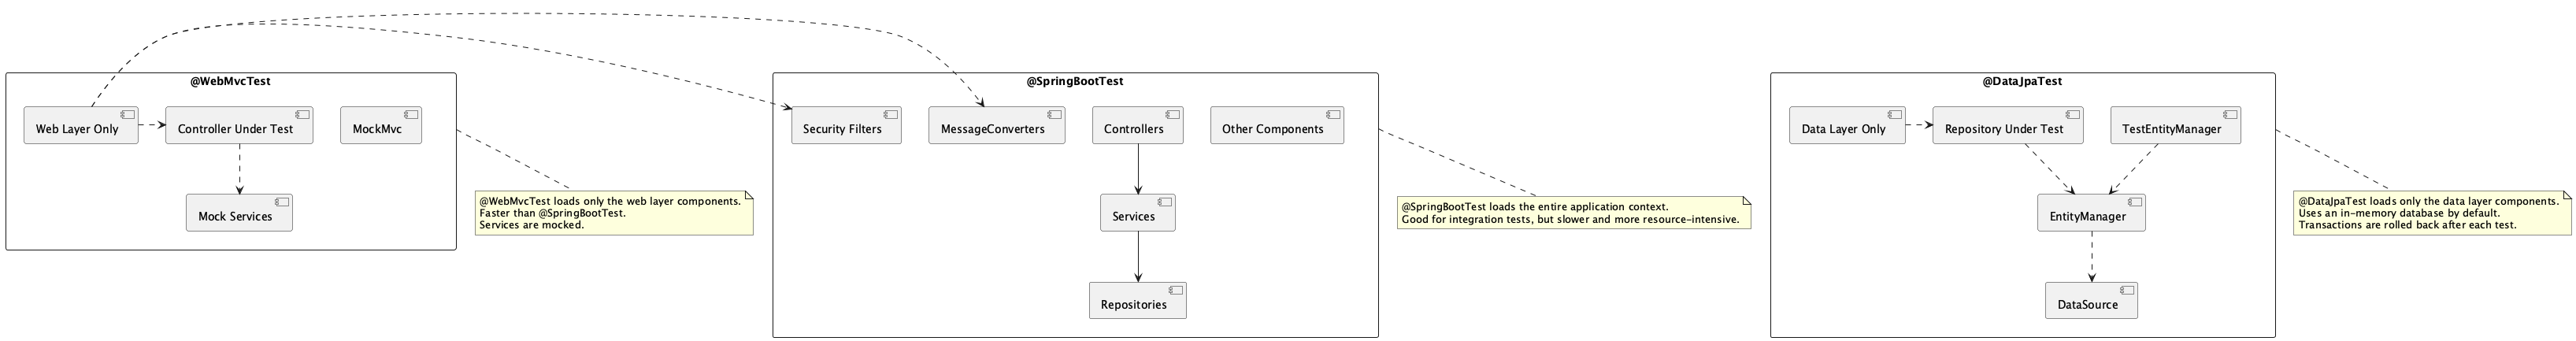 @WebMvcTest
Web Layer Only
Controller Under Test
MockMvc
Mock Services
@WebMvcTest loads only the web layer components.
Faster than @SpringBootTest.
Services are mocked.
@SpringBootTest
Security Filters
MessageConverters
Controllers
Other Components
Services
Repositories
@SpringBootTest loads the entire application context.
Good for integration tests, but slower and more resource-intensive.
@DataJpaTest
Data Layer Only
Repository Under Test
TestEntityManager
EntityManager
DataSource
@DataJpaTest loads only the data layer components.
Uses an in-memory database by default.
Transactions are rolled back after each test.